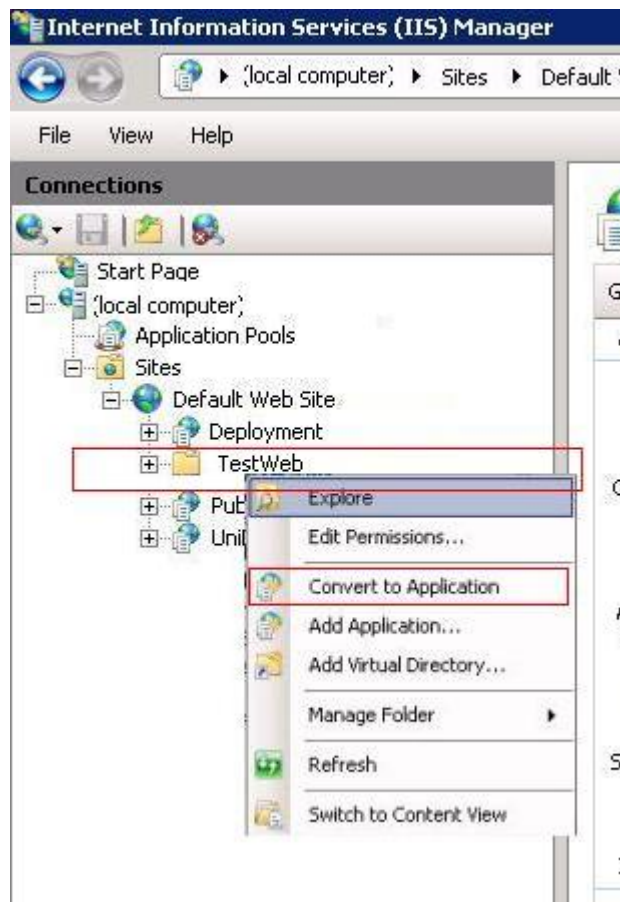 Internet Information Services (IIS) Manager
(local computer) Sites Default
File View Help
Connections
Start Page
(local computer)
Application Pools
Sites
Default Web Site
Deployment
TestWeb
Explore
Edit Permissions...
Convert to Application
Add Application...
Add Virtual Directory...
Manage Folder
Refresh
Switch to Content View